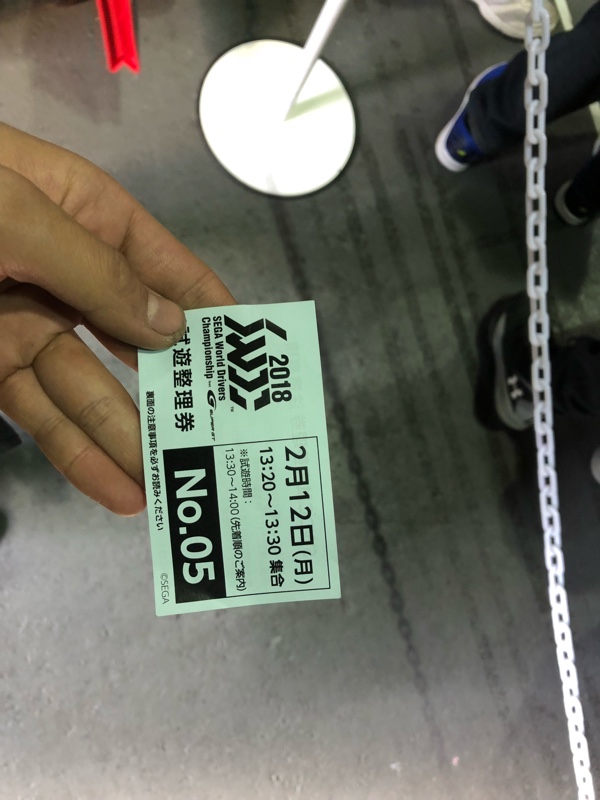 2018
SWDC
SEGA World Drivers
Championship
SUPER GT
試遊整理券
裏面の注意事項を必ずお読みください
2月12日(月)
13:20~13:30 集合
※試遊時間:
13:30~14:00(先着順のご案内)
No.05
©SEGA